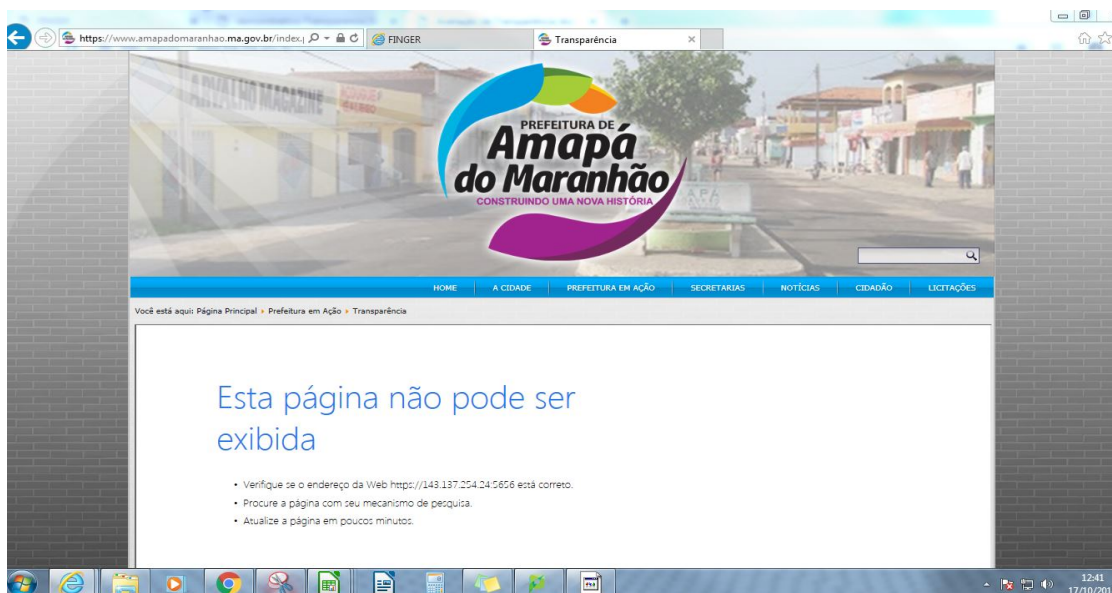 https://www.amapadomaranhao.ma.gov.br/index.
FINGER
Transparência
PREFEITURA DE
Amapá
do Maranhão
CONSTRUINDO UMA NOVA HISTÓRIA
HOME A CIDADE PREFEITURA EM AÇÃO SECRETARIAS NOTÍCIAS CIDADÃO LICITAÇÕES
Você está aqui: Página Principal Prefeitura em Ação Transparência
Esta página não pode ser
exibida
• Verifique se o endereço da Web https://143.137.254.24:5656 está correto.
• Procure a página com seu mecanismo de pesquisa.
• Atualize a página em poucos minutos.
12:41
17/10/201